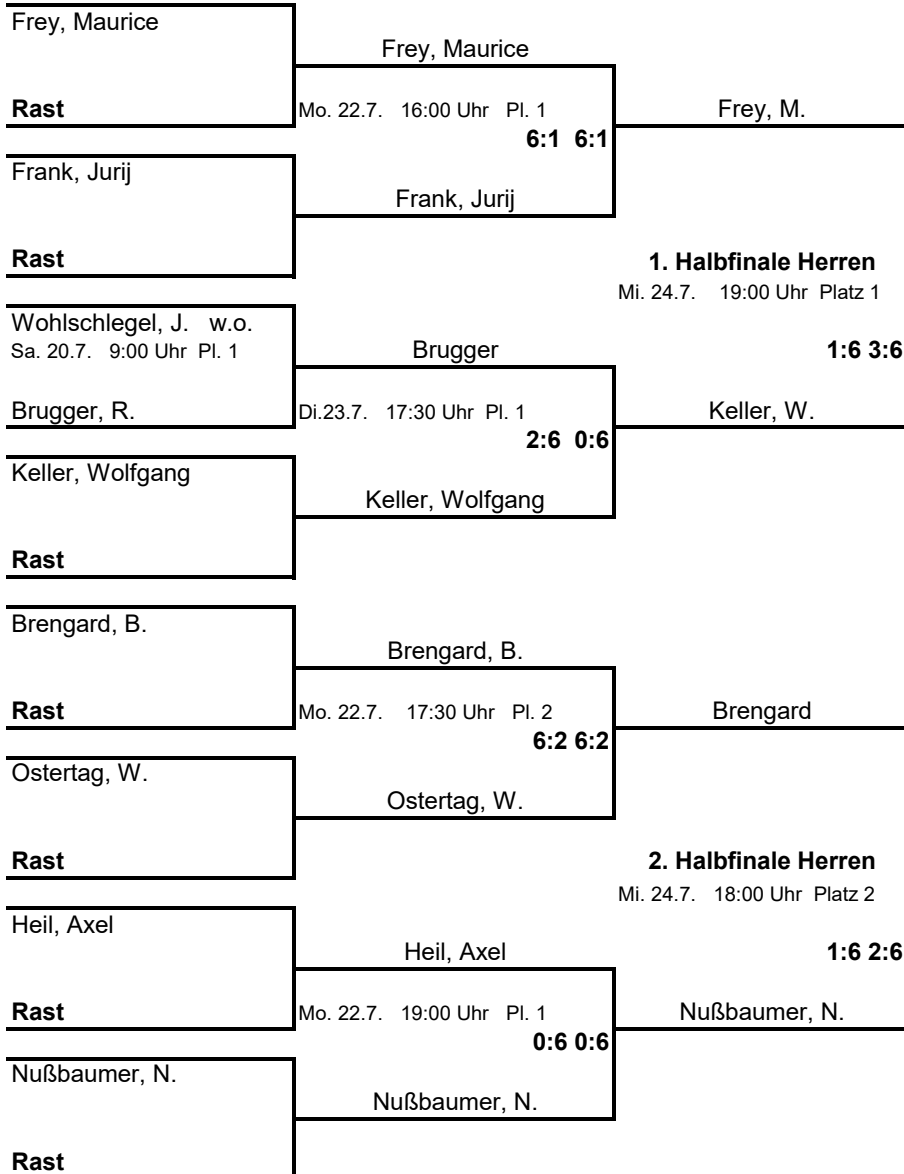 Frey, Maurice
Frey, Maurice
Rast
Mo. 22.7. 16:00 Uhr Pl. 1
Frey, M.
6:1 6:1
Frank, Jurij
Frank, Jurij
Rast
1. Halbfinale Herren
Mi. 24.7. 19:00 Uhr Platz 1
Wohlschlegel, J. w.o.
Sa. 20.7. 9:00 Uhr Pl. 1
Brugger
1:6 3:6
Brugger, R.
Di.23.7. 17:30 Uhr Pl. 1
Keller, W.
2:6 0:6
Keller, Wolfgang
Keller, Wolfgang
Rast
Brengard, B.
Brengard, B.
Rast
Mo. 22.7. 17:30 Uhr Pl. 2
Brengard
6:2 6:2
Ostertag, W.
Ostertag, W.
Rast
2. Halbfinale Herren
Mi. 24.7. 18:00 Uhr Platz 2
Heil, Axel
Heil, Axel
1:6 2:6
Rast
Mo. 22.7. 19:00 Uhr Pl. 1
Nußbaumer, N.
0:6 0:6
Nußbaumer, N.
Nußbaumer, N.
Rast